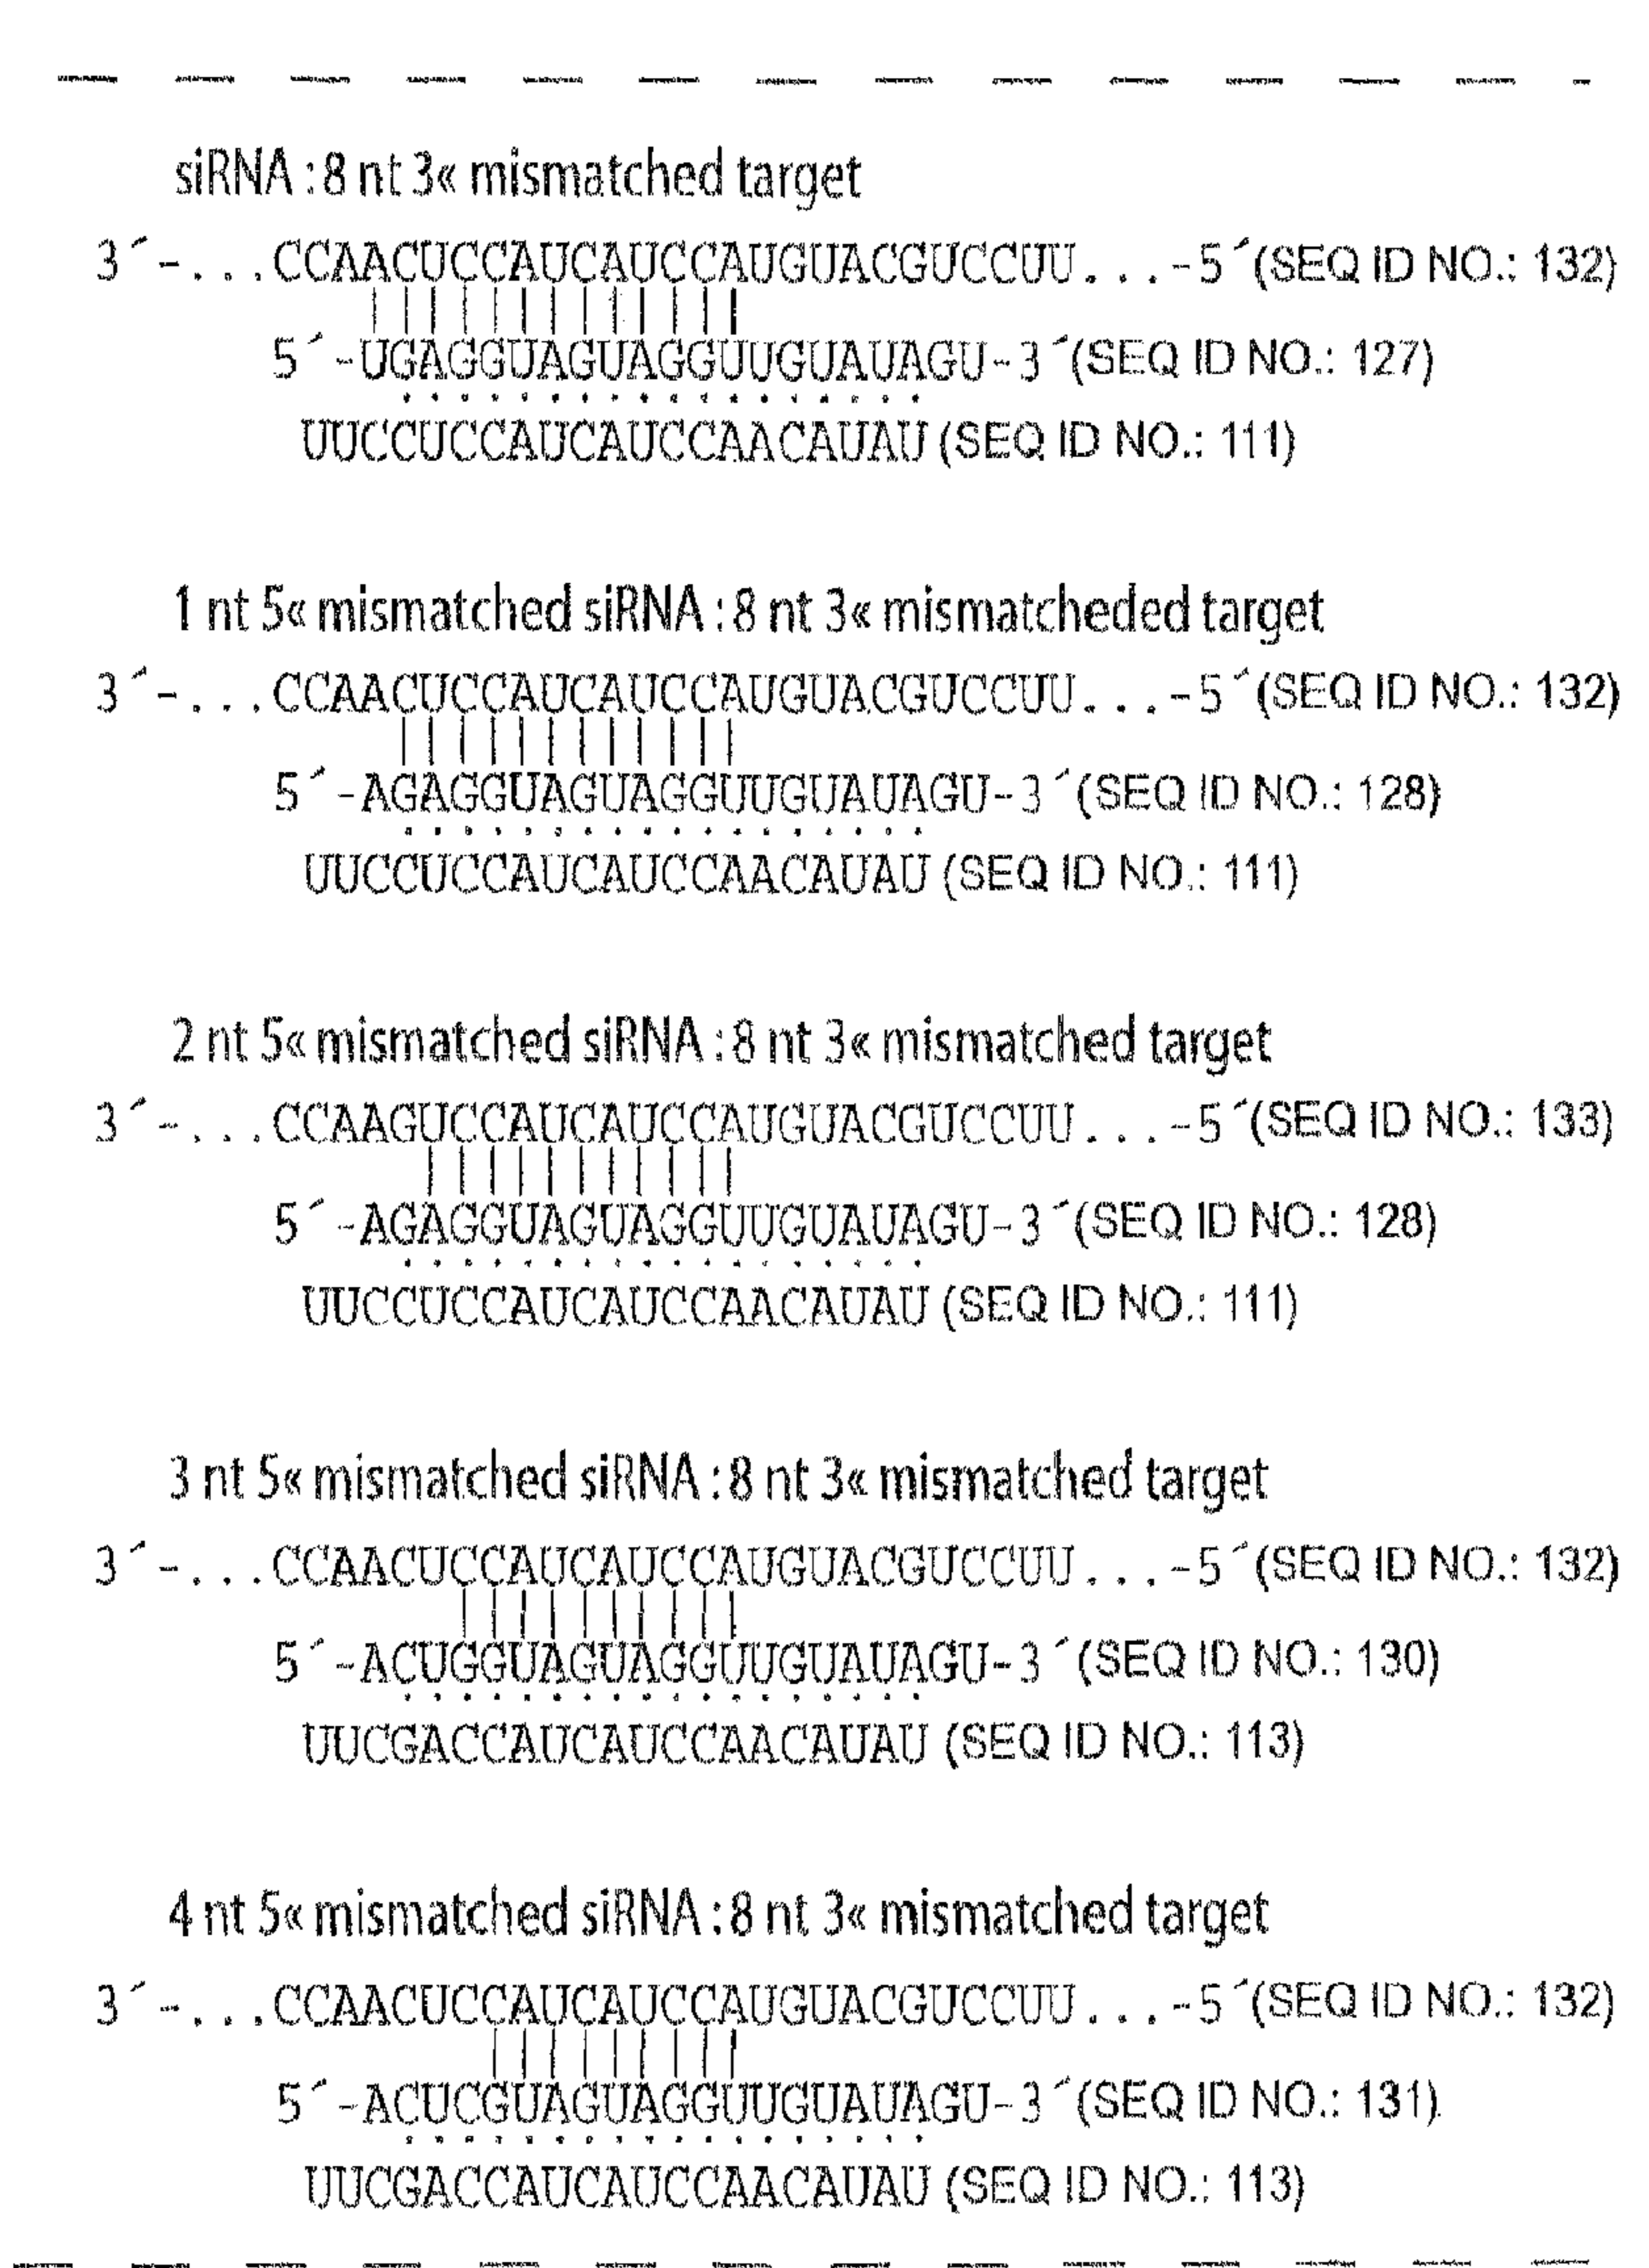 siRNA : 8 nt 3« mismatched target
3´-...CCAACUCCAUCAUCCAUGUACGUCCUU...-5´(SEQ ID NO.: 132)
5´-UGAGGUAGUAGGUUGUAUAGU-3´(SEQ ID NO.: 127)
UUCCUCCAUCAUCCAACAUAU (SEQ ID NO.: 111)
1 nt 5« mismatched siRNA : 8 nt 3« mismatcheded target
3´-...CCAACUCCAUCAUCCAUGUACGUCCUU...-5´(SEQ ID NO.: 132)
5´-AGAGGUAGUAGGUUGUAUAGU-3´(SEQ ID NO.: 128)
UUCCUCCAUCAUCCAACAUAU (SEQ ID NO.: 111)
2 nt 5« mismatched siRNA : 8 nt 3« mismatched target
3´-...CCAAGUCCAUCAUCCAUGUACGUCCUU...-5´(SEQ ID NO.: 133)
5´-AGAGGUAGUAGGUUGUAUAGU-3´(SEQ ID NO.: 128)
UUCCUCCAUCAUCCAACAUAU (SEQ ID NO.: 111)
3 nt 5« mismatched siRNA : 8 nt 3« mismatched target
3´-...CCAACUCCAUCAUCCAUGUACGUCCUU...-5´(SEQ ID NO.: 132)
5´-ACUGGUAGUAGGUUGUAUAGU-3´(SEQ ID NO.: 130)
UUCGACCAUCAUCCAACAUAU (SEQ ID NO.: 113)
4 nt 5« mismatched siRNA : 8 nt 3« mismatched target
3´-...CCAACUCCAUCAUCCAUGUACGUCCUU...-5´(SEQ ID NO.: 132)
5´-ACUCGUAGUAGGUUGUAUAGU-3´(SEQ ID NO.: 131)
UUCGACCAUCAUCCAACAUAU (SEQ ID NO.: 113)